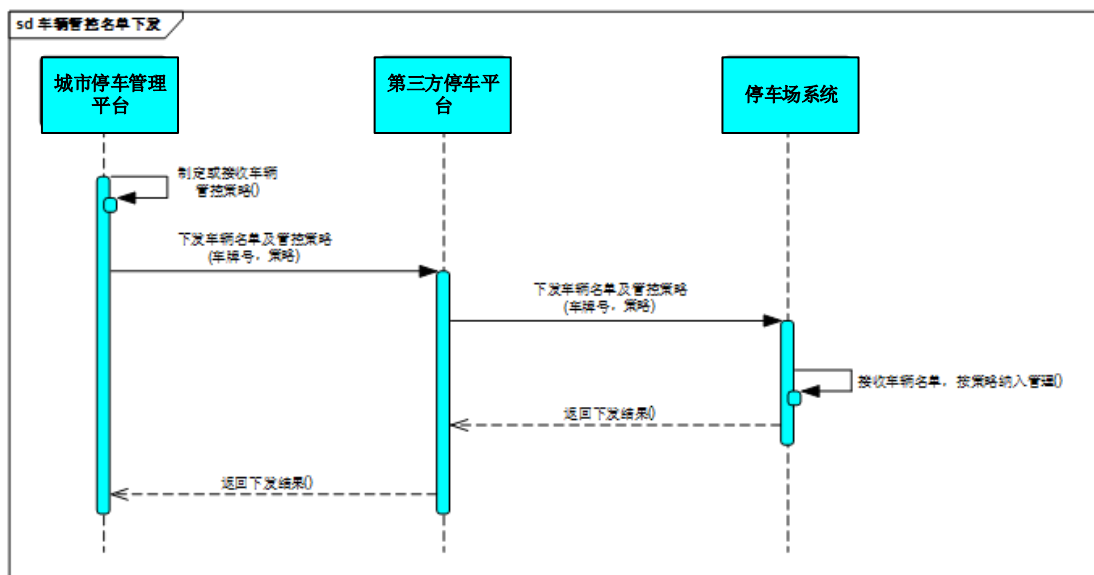 sd 车辆管控名单下发
城市停车管理
平台
第三方停车平
台
停车场系统
制定或接收车辆
管控策略()
下发车辆名单及管控策略
(车牌号，策略)
下发车辆名单及管控策略
(车牌号，策略)
接收车辆名单，按策略纳入管理()
返回下发结果()
返回下发结果()